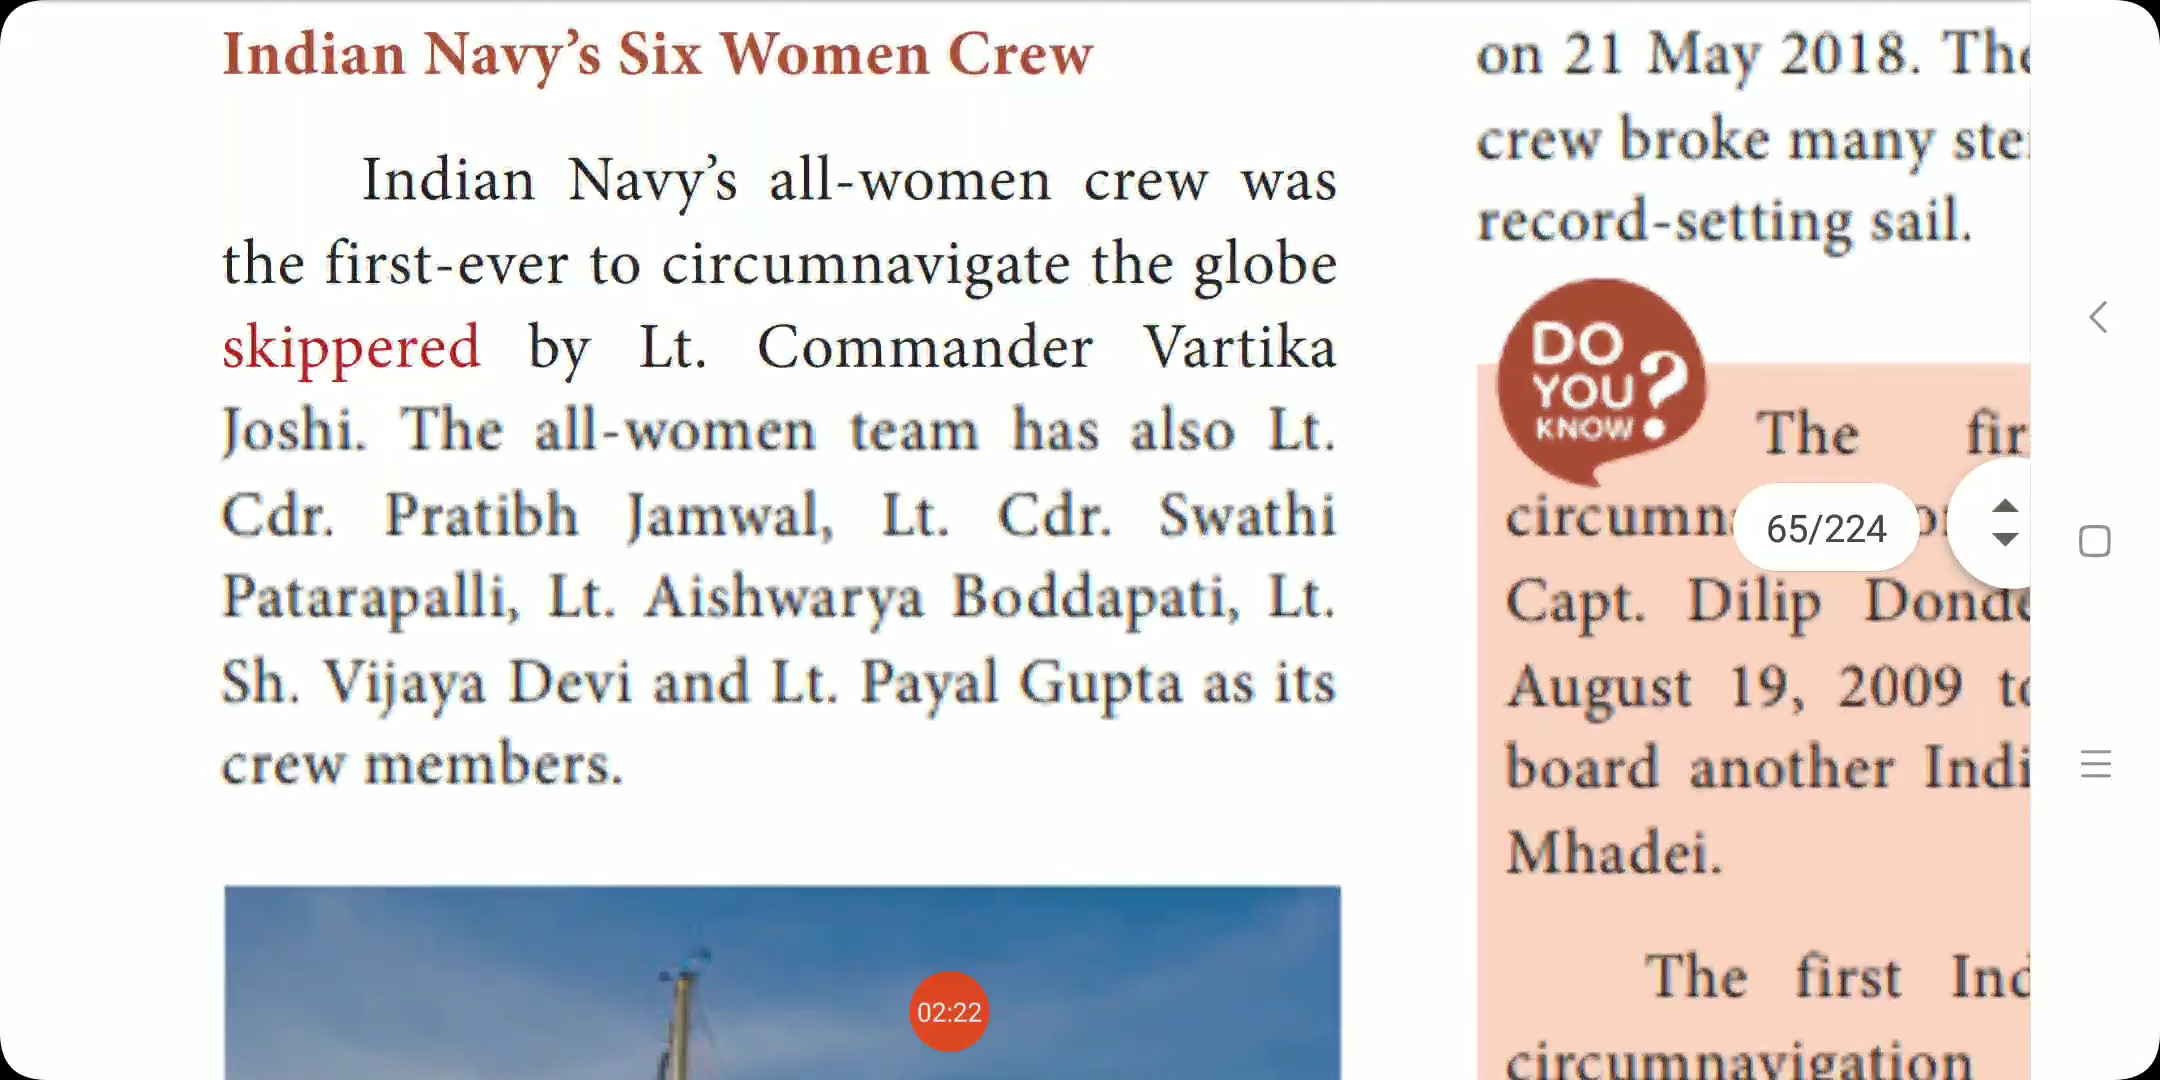 Indian Navy’s Six Women Crew
Indian Navy’s all-women crew was
the first-ever to circumnavigate the globe
skippered by Lt. Commander Vartika
Joshi. The all-women team has also Lt.
Cdr. Pratibh Jamwal, Lt. Cdr. Swathi
Patarapalli, Lt. Aishwarya Boddapati, Lt.
Sh. Vijaya Devi and Lt. Payal Gupta as its
crew members.
02:22
on 21 May 2018.
crew broke many
record-setting sail.
DO
YOU?
KNOW
The
65/224
Capt. Dilip
August 19, 2009
board another
Mhadei.
The first
circumnavigation